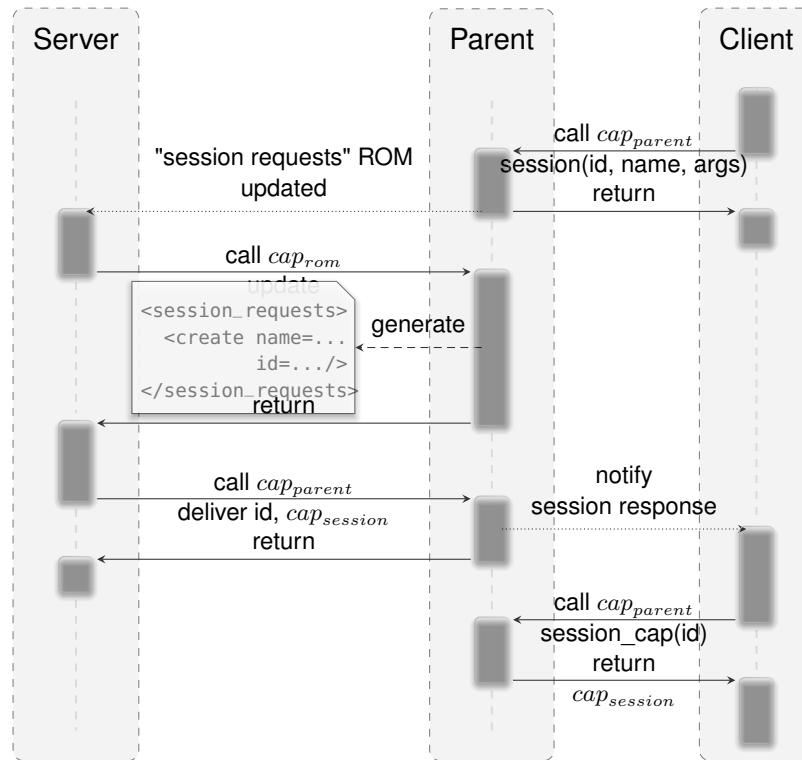 Server
Parent
Client
call cap_parent
session(id, name, args)
return
"session requests" ROM
updated
call cap_rom
update
<session_requests>
<create name=...
id=.../>
</session_requests>
generate
return
call cap_parent
deliver id, cap_session
return
notify
session response
call cap_parent
session_cap(id)
return
cap_session